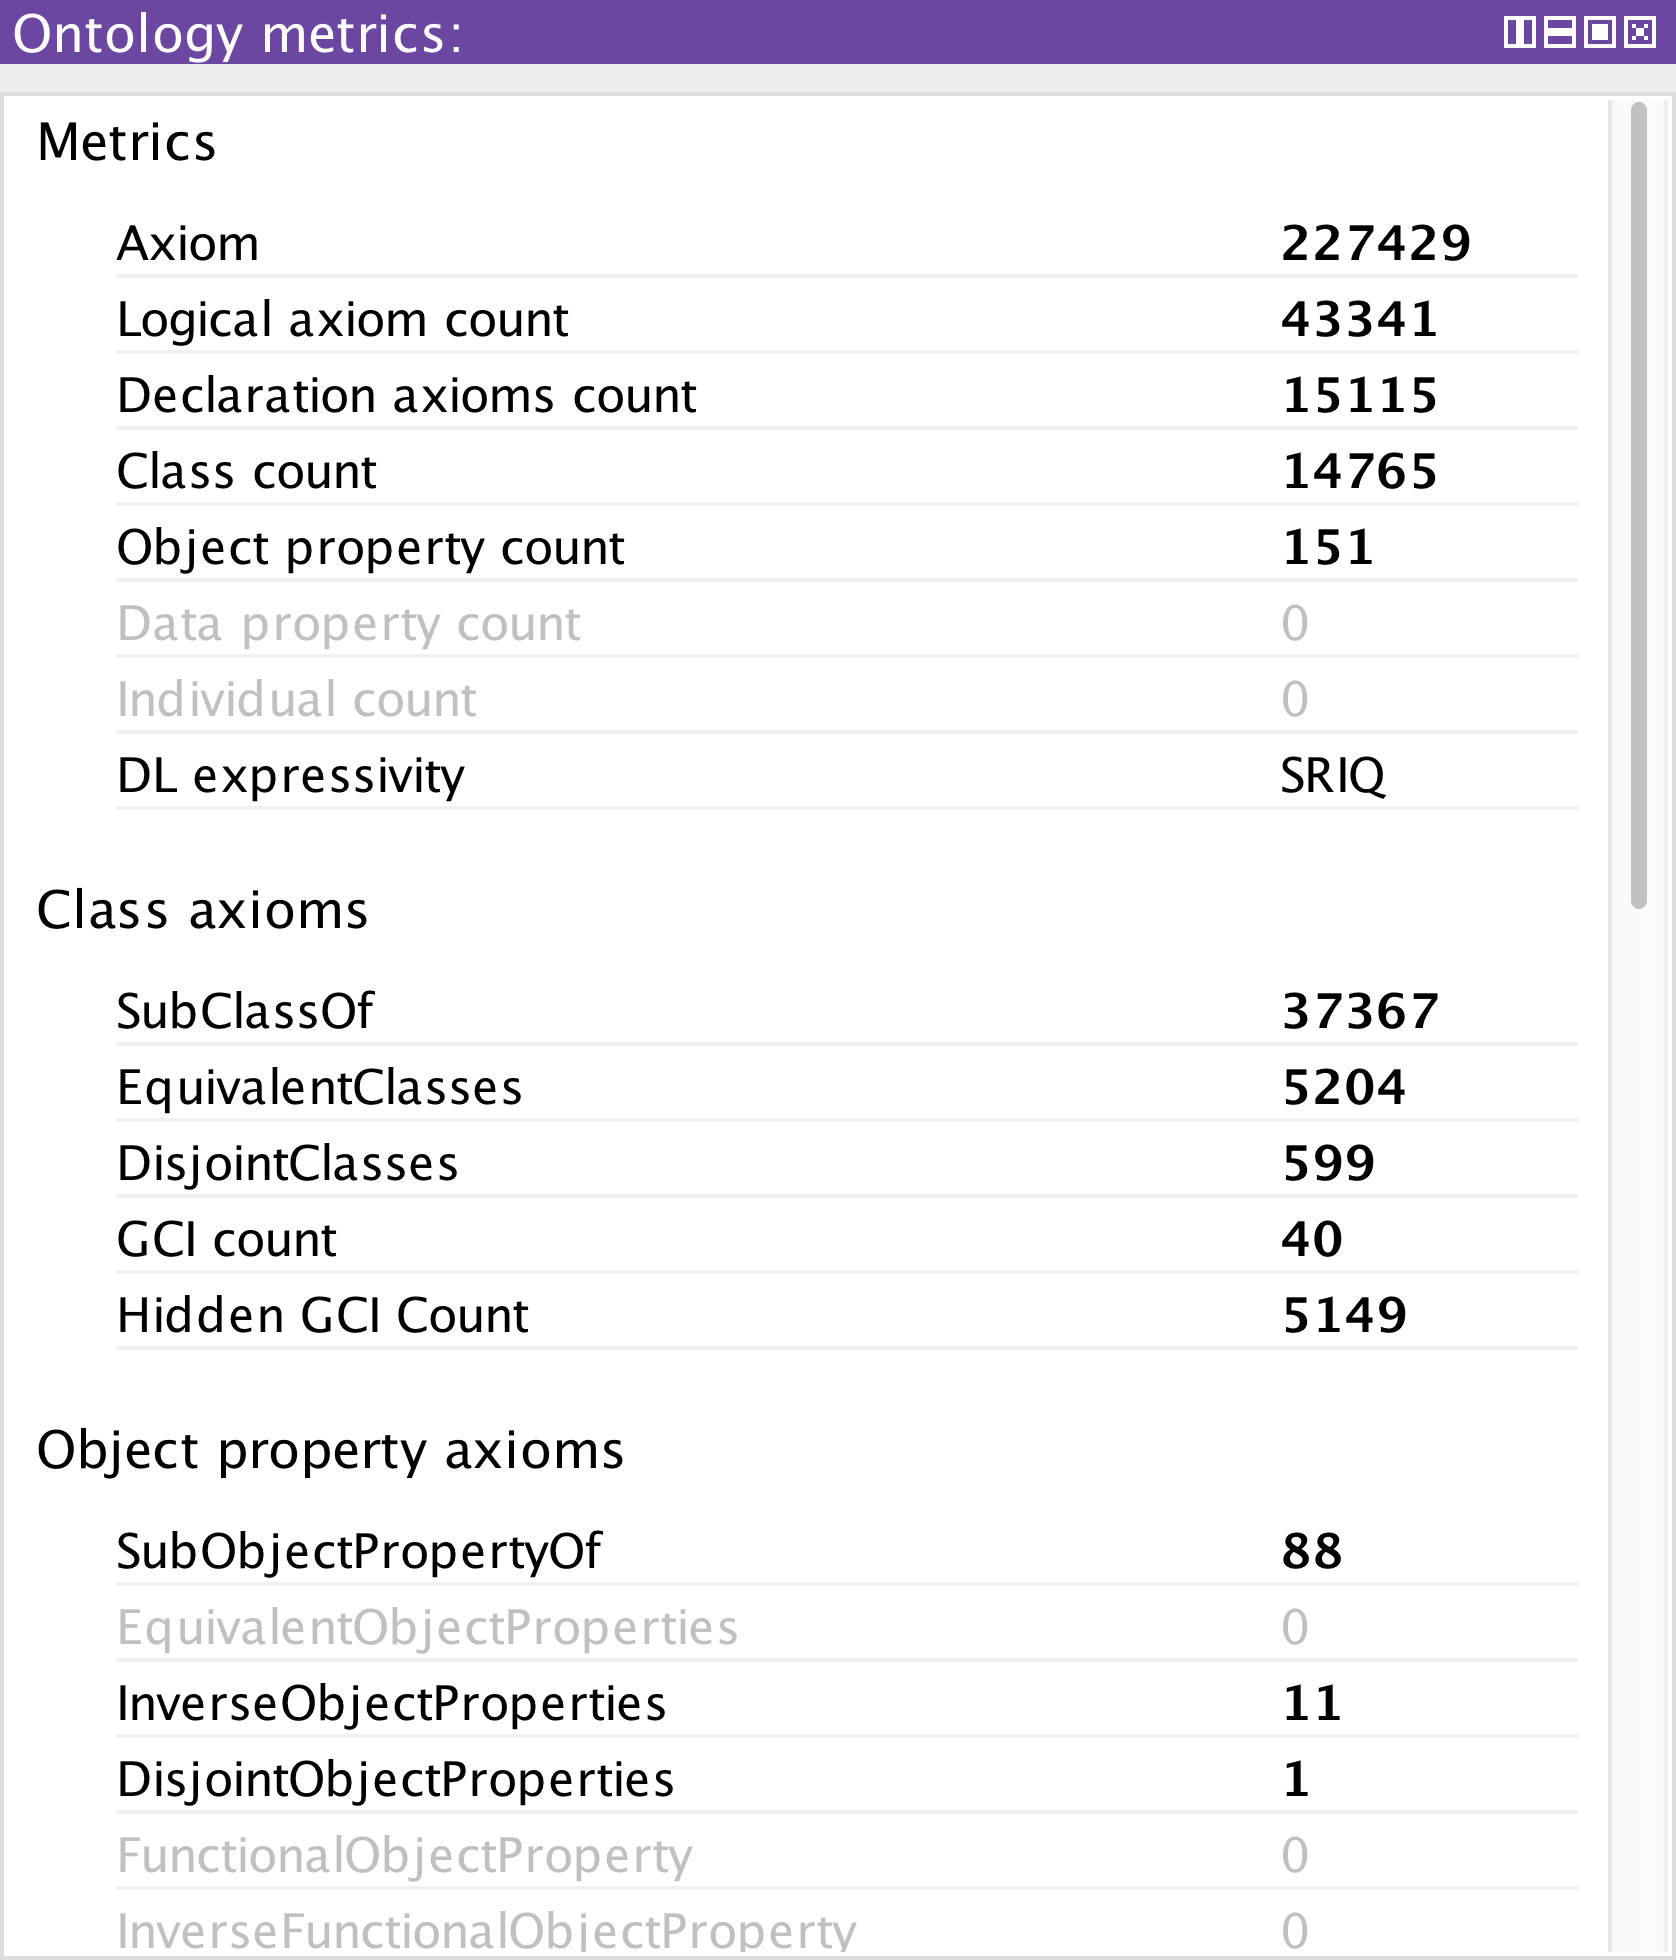 Ontology metrics:
Metrics
Axiom 227429
Logical axiom count 43341
Declaration axioms count 15115
Class count 14765
Object property count 151
Data property count 0
Individual count 0
DL expressivity SRIQ
Class axioms
SubClassOf 37367
EquivalentClasses 5204
DisjointClasses 599
GCI count 40
Hidden GCI Count 5149
Object property axioms
SubObjectPropertyOf 88
EquivalentObjectProperties 0
InverseObjectProperties 11
DisjointObjectProperties 1
FunctionalObjectProperty 0
InverseFunctionalObjectProperty 0